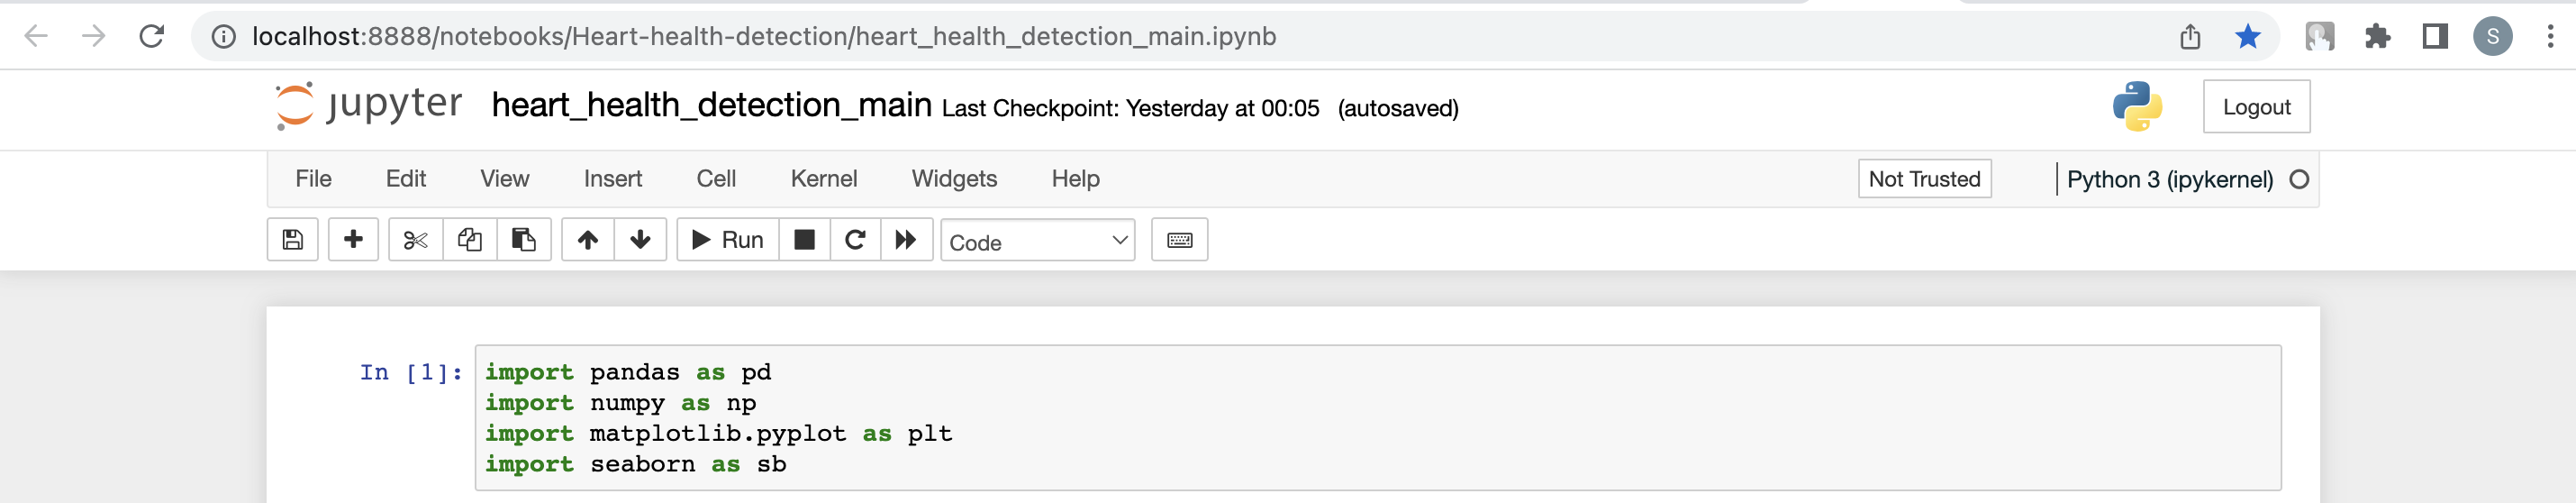 localhost:8888/notebooks/Heart-health-detection/heart_health_detection_main.ipynb
S
jupyter heart_health_detection_main Last Checkpoint: Yesterday at 00:05 (autosaved)
Logout
File Edit View Insert Cell Kernel Widgets Help
Not Trusted
Python 3 (ipykernel)
Run
Code
In [1]:
import pandas as pd
import numpy as np
import matplotlib.pyplot as plt
import seaborn as sb